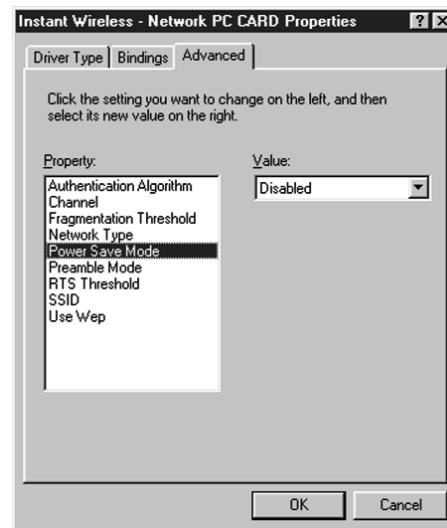 Instant Wireless - Network PC CARD Properties
Driver Type Bindings Advanced
Click the setting you want to change on the left, and then
select its new value on the right.
Property:
Authentication Algorithm
Channel
Fragmentation Threshold
Network Type
Power Save Mode
Preamble Mode
RTS Threshold
SSID
Use Wep
Value:
Disabled
OK Cancel